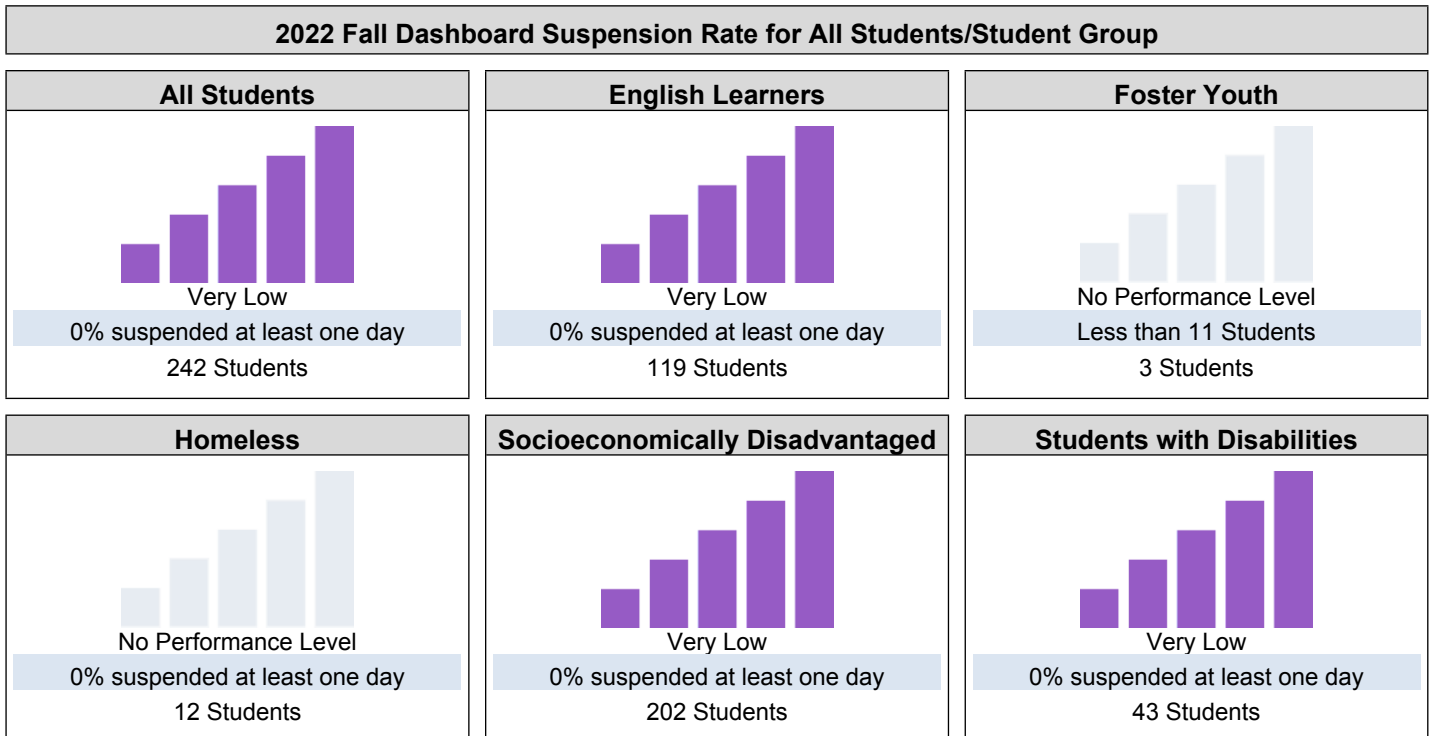 2022 Fall Dashboard Suspension Rate for All Students/Student Group
All Students
Very Low
0% suspended at least one day
242 Students
English Learners
Very Low
0% suspended at least one day
119 Students
Foster Youth
No Performance Level
Less than 11 Students
3 Students
Homeless
No Performance Level
0% suspended at least one day
12 Students
Socioeconomically Disadvantaged
Very Low
0% suspended at least one day
202 Students
Students with Disabilities
Very Low
0% suspended at least one day
43 Students